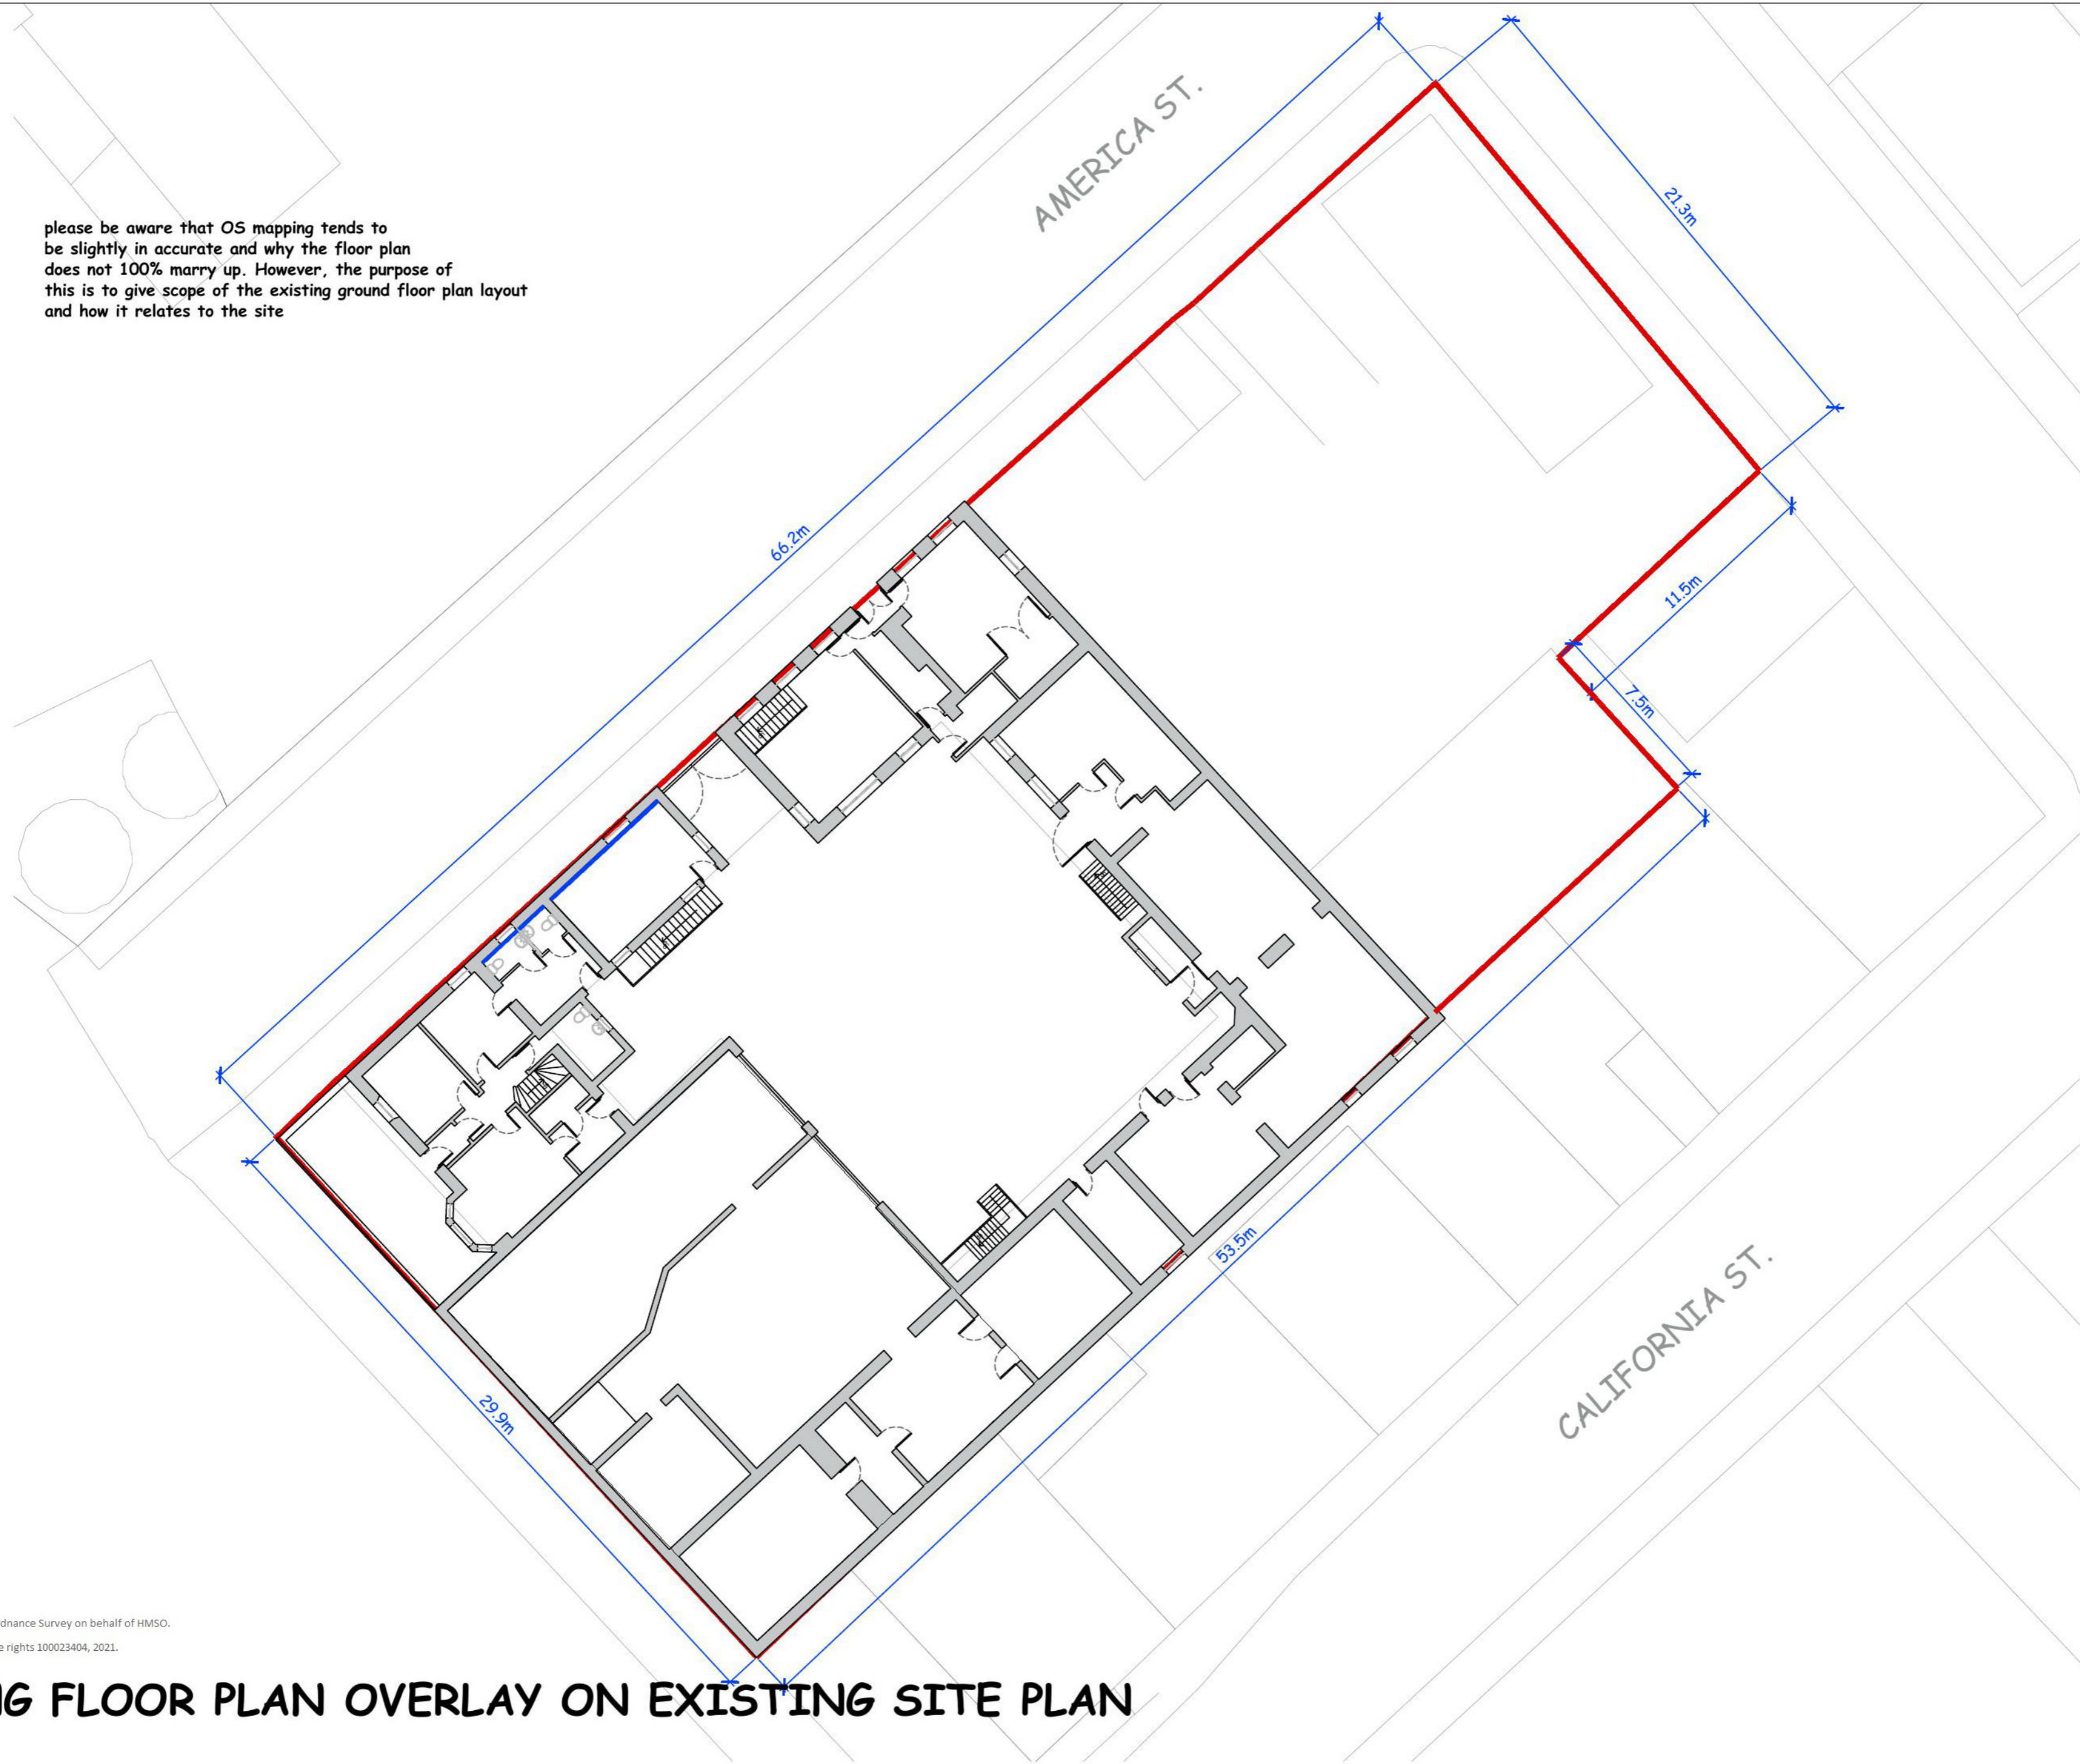 AMERICA ST.
21.3m
please be aware that OS mapping tends to
be slightly in accurate and why the floor plan
does not 100% marry up. However, the purpose of
this is to give scope of the existing ground floor plan layout
and how it relates to the site
66.2m
11.5m
7.5m
53.5m
CALIFORNIA ST.
29.9m
dnance Survey on behalf of HMSO.
e rights 100023404, 2021.
G FLOOR PLAN OVERLAY ON EXISTING SITE PLAN